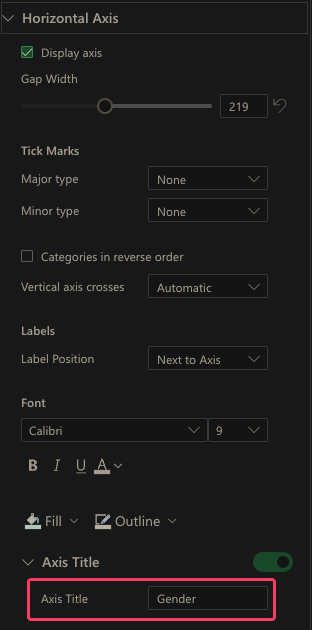 Horizontal Axis
Display axis
Gap Width
219
Tick Marks
Major type None
Minor type None
Categories in reverse order
Vertical axis crosses Automatic
Labels
Label Position Next to Axis
Font
Calibri 9
B I U A
Fill Outline
Axis Title
Axis Title Gender